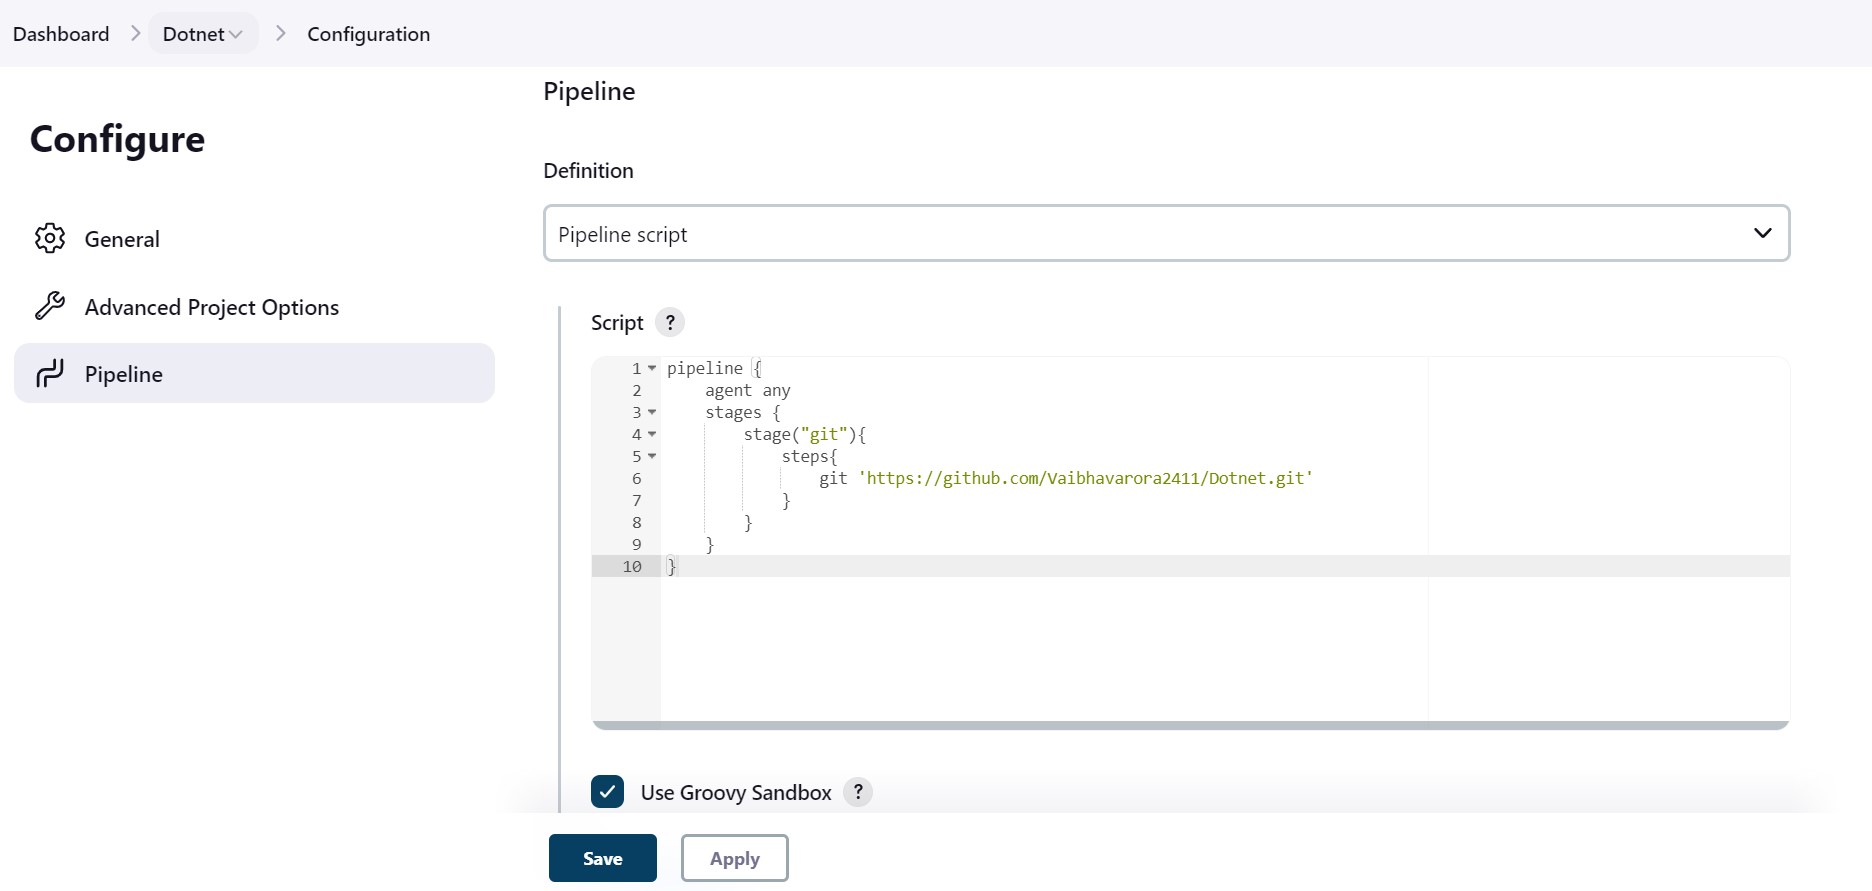 Dashboard > Dotnet > Configuration
Configure
General
Advanced Project Options
Pipeline
Pipeline
Definition
Pipeline script
Script ?
1 pipeline {
2     agent any
3     stages {
4         stage("git"){
5             steps{
6                 git 'https://github.com/Vaibhavarora2411/Dotnet.git'
7             }
8         }
9     }
10 }
Use Groovy Sandbox ?
Save Apply